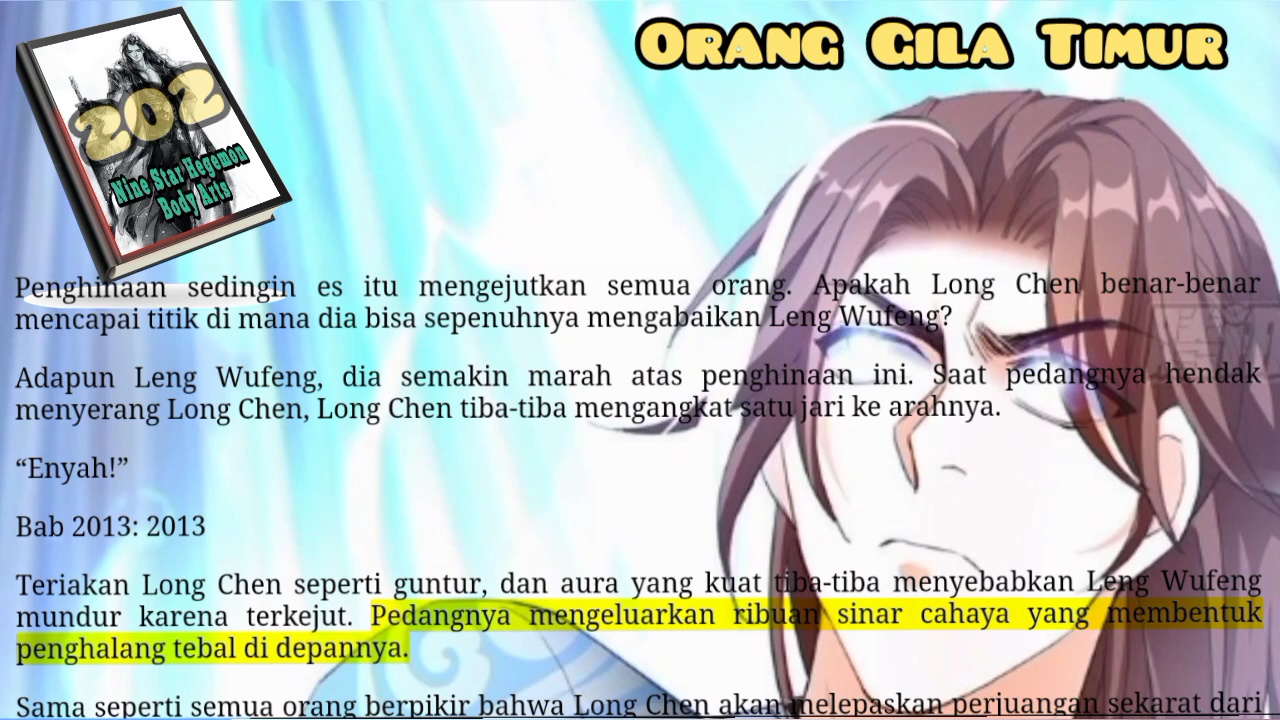 Orang Gila Timur
202
Nine Star Hegemon
Body Arts
Penghinaan sedingin es itu mengejutkan semua orang. Apakah Long Chen benar-benar
mencapai titik di mana dia bisa sepenuhnya mengabaikan Leng Wufeng?
Adapun Leng Wufeng, dia semakin marah atas penghinaan ini. Saat pedangnya hendak
menyerang Long Chen, Long Chen tiba-tiba mengangkat satu jari ke arahnya.
“Enyah!”
Bab 2013: 2013
Teriakan Long Chen seperti guntur, dan aura yang kuat tiba-tiba menyebabkan Leng Wufeng
mundur karena terkejut. Pedangnya mengeluarkan ribuan sinar cahaya yang membentuk
penghalang tebal di depannya.
Sama seperti semua orang berpikir bahwa Long Chen akan melepaskan perjuangan sekarat dari